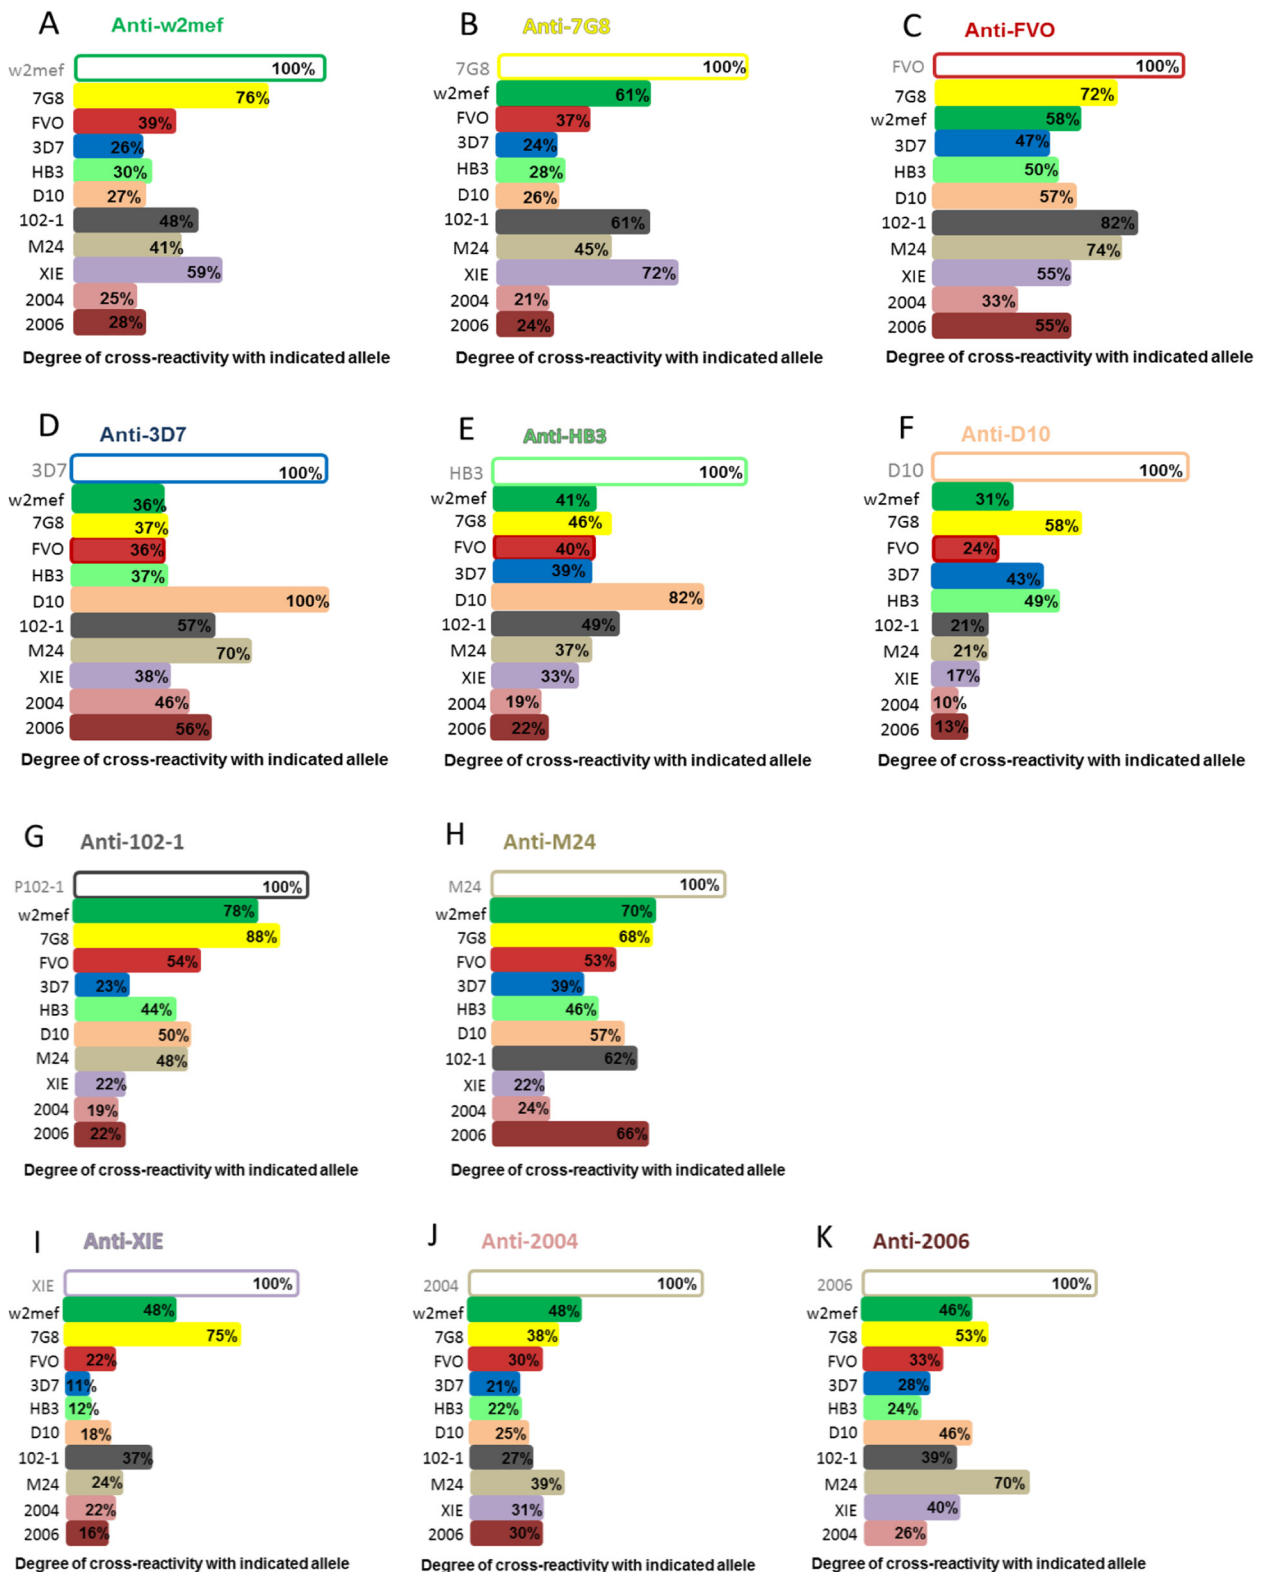 A Anti-w2mef
w2mef 100%
7G8 76%
FVO 39%
3D7 26%
HB3 30%
D10 27%
102-1 48%
M24 41%
XIE 59%
2004 25%
2006 28%
Degree of cross-reactivity with indicated allele
B Anti-7G8
7G8 100%
w2mef 61%
FVO 37%
3D7 24%
HB3 28%
D10 26%
102-1 61%
M24 45%
XIE 72%
2004 21%
2006 24%
Degree of cross-reactivity with indicated allele
C Anti-FVO
FVO 100%
7G8 72%
w2mef 58%
3D7 47%
HB3 50%
D10 57%
102-1 82%
M24 74%
XIE 55%
2004 33%
2006 55%
Degree of cross-reactivity with indicated allele
D Anti-3D7
3D7 100%
w2mef 36%
7G8 37%
FVO 36%
HB3 37%
D10 100%
102-1 57%
M24 70%
XIE 38%
2004 46%
2006 56%
Degree of cross-reactivity with indicated allele
E Anti-HB3
HB3 100%
w2mef 41%
7G8 46%
FVO 40%
3D7 39%
D10 82%
102-1 49%
M24 37%
XIE 33%
2004 19%
2006 22%
Degree of cross-reactivity with indicated allele
F Anti-D10
D10 100%
w2mef 31%
7G8 58%
FVO 24%
3D7 43%
HB3 49%
102-1 21%
M24 21%
XIE 17%
2004 10%
2006 13%
Degree of cross-reactivity with indicated allele
G Anti-102-1
P102-1 100%
w2mef 78%
7G8 88%
FVO 54%
3D7 23%
HB3 44%
D10 50%
M24 48%
XIE 22%
2004 19%
2006 22%
Degree of cross-reactivity with indicated allele
H Anti-M24
M24 100%
w2mef 70%
7G8 68%
FVO 53%
3D7 39%
HB3 46%
D10 57%
102-1 62%
XIE 22%
2004 24%
2006 66%
Degree of cross-reactivity with indicated allele
I Anti-XIE
XIE 100%
w2mef 48%
7G8 75%
FVO 22%
3D7 11%
HB3 12%
D10 18%
102-1 37%
M24 24%
2004 22%
2006 16%
Degree of cross-reactivity with indicated allele
J Anti-2004
2004 100%
w2mef 48%
7G8 38%
FVO 30%
3D7 21%
HB3 22%
D10 25%
102-1 27%
M24 39%
XIE 31%
2006 30%
Degree of cross-reactivity with indicated allele
K Anti-2006
2006 100%
w2mef 46%
7G8 53%
FVO 33%
3D7 28%
HB3 24%
D10 46%
102-1 39%
M24 70%
XIE 40%
2004 26%
Degree of cross-reactivity with indicated allele